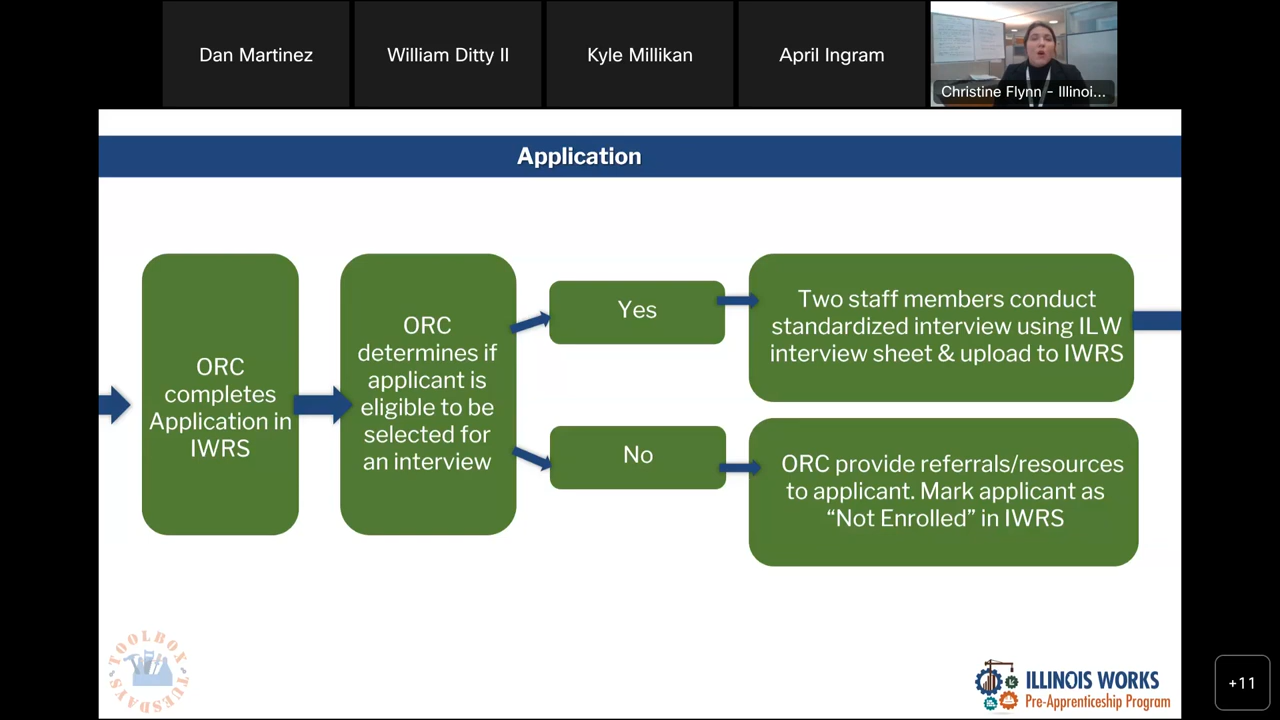 Dan Martinez
William Ditty II
Kyle Millikan
April Ingram
Christine Flynn - Illinoi...
Application
ORC
completes
Application in
IWRS
ORC
determines if
applicant is
eligible to be
selected for
an interview
Yes
Two staff members conduct
standardized interview using ILW
interview sheet & upload to IWRS
No
ORC provide referrals/resources
to applicant. Mark applicant as
“Not Enrolled” in IWRS
TOOLBOX
TUESDAYS
ILLINOIS WORKS
Pre-Apprenticeship Program
+11